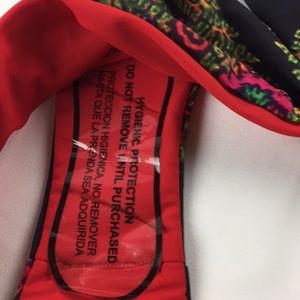 HYGIENIC PROTECTION
DO NOT REMOVE UNTIL PURCHASED
PROTECCION HIGIENICA, NO REMOVER
HASTA QUE LA PRENDA SEA ADQUIRIDA